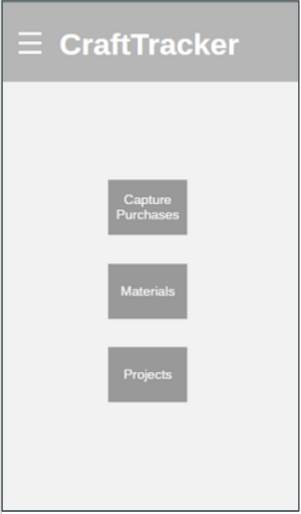 CraftTracker
Capture
Purchases
Materials
Projects